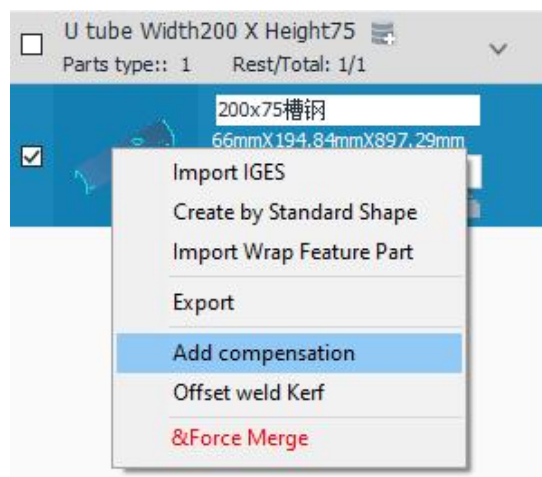 U tube Width200 X Height75
Parts type:: 1 Rest/Total: 1/1
200x75槽钢
66mmX194.84mmX897.29mm
Import IGES
Create by Standard Shape
Import Wrap Feature Part
Export
Add compensation
Offset weld Kerf
&Force Merge